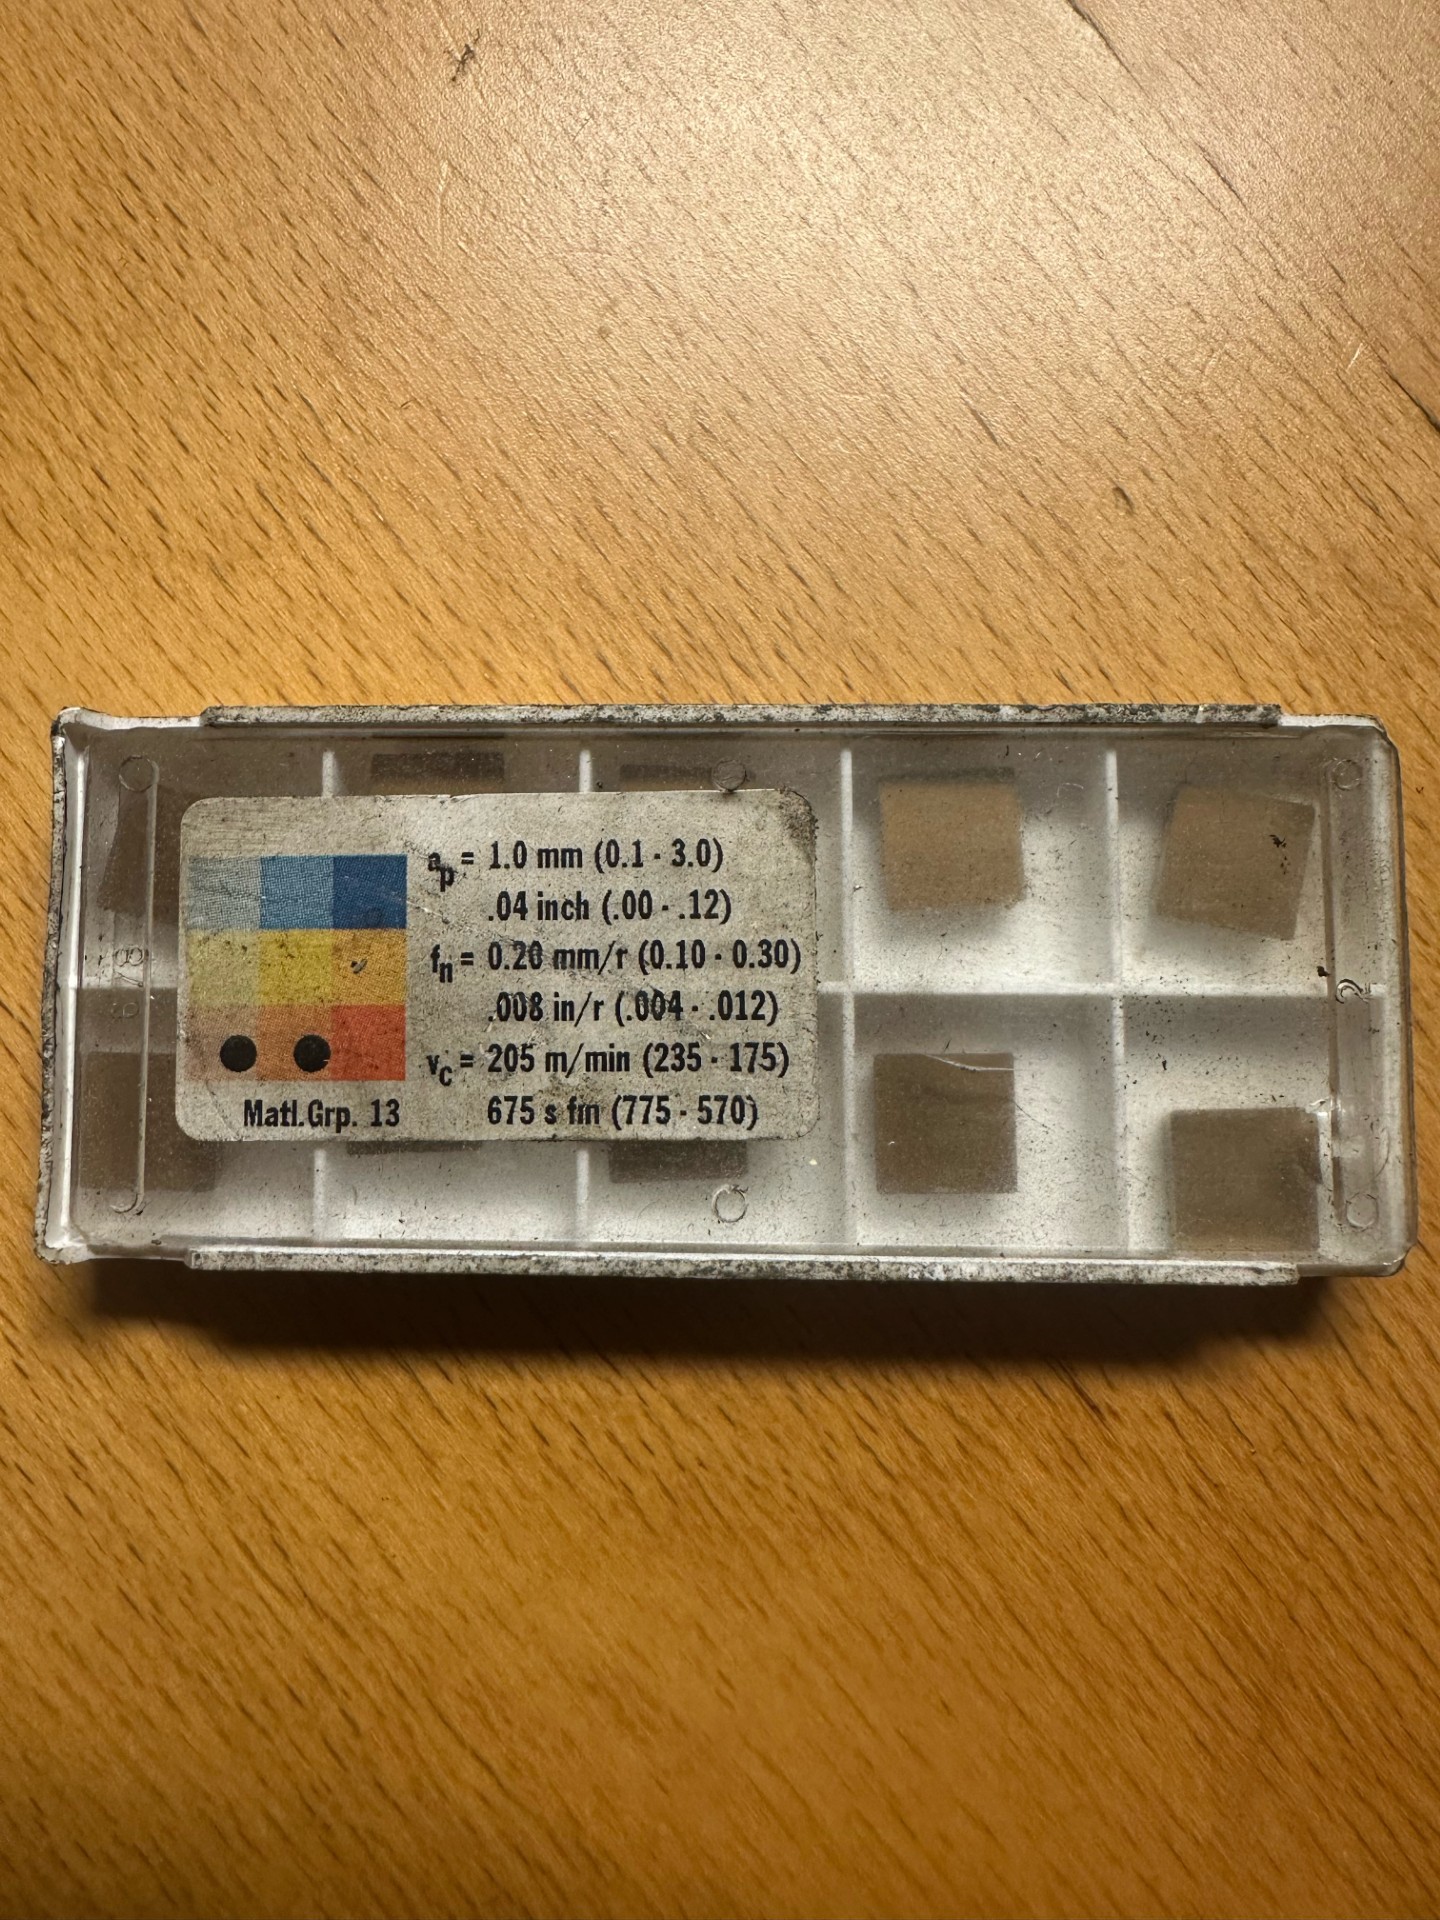 ap = 1.0 mm (0.1 - 3.0)
.04 inch (.00 - .12)
fn = 0.20 mm/r (0.10 - 0.30)
.008 in/r (.004 - .012)
vc = 205 m/min (235 - 175)
675 s fm (775 - 570)
Matl.Grp. 13
2